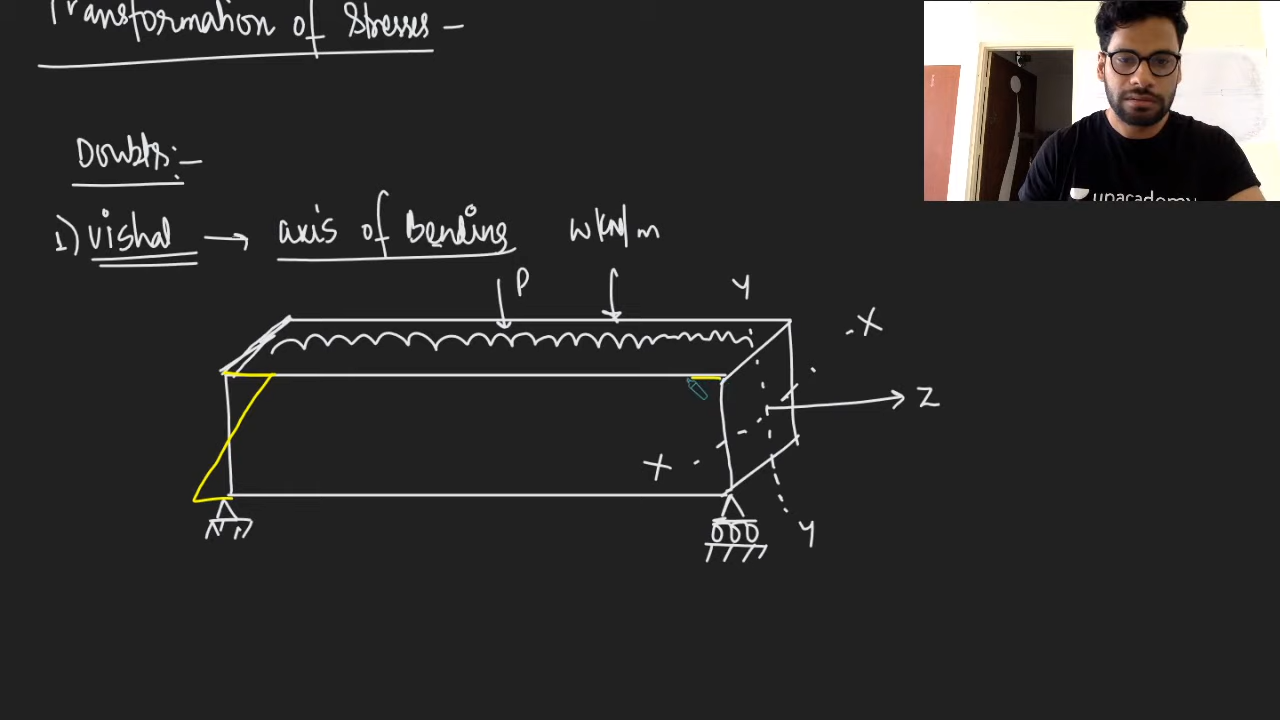 Transformation of Stresses -
Doubts:-
1) Vishal → axis of Bending w kN/m
P
Y
X
Z
X
Y
unacademy